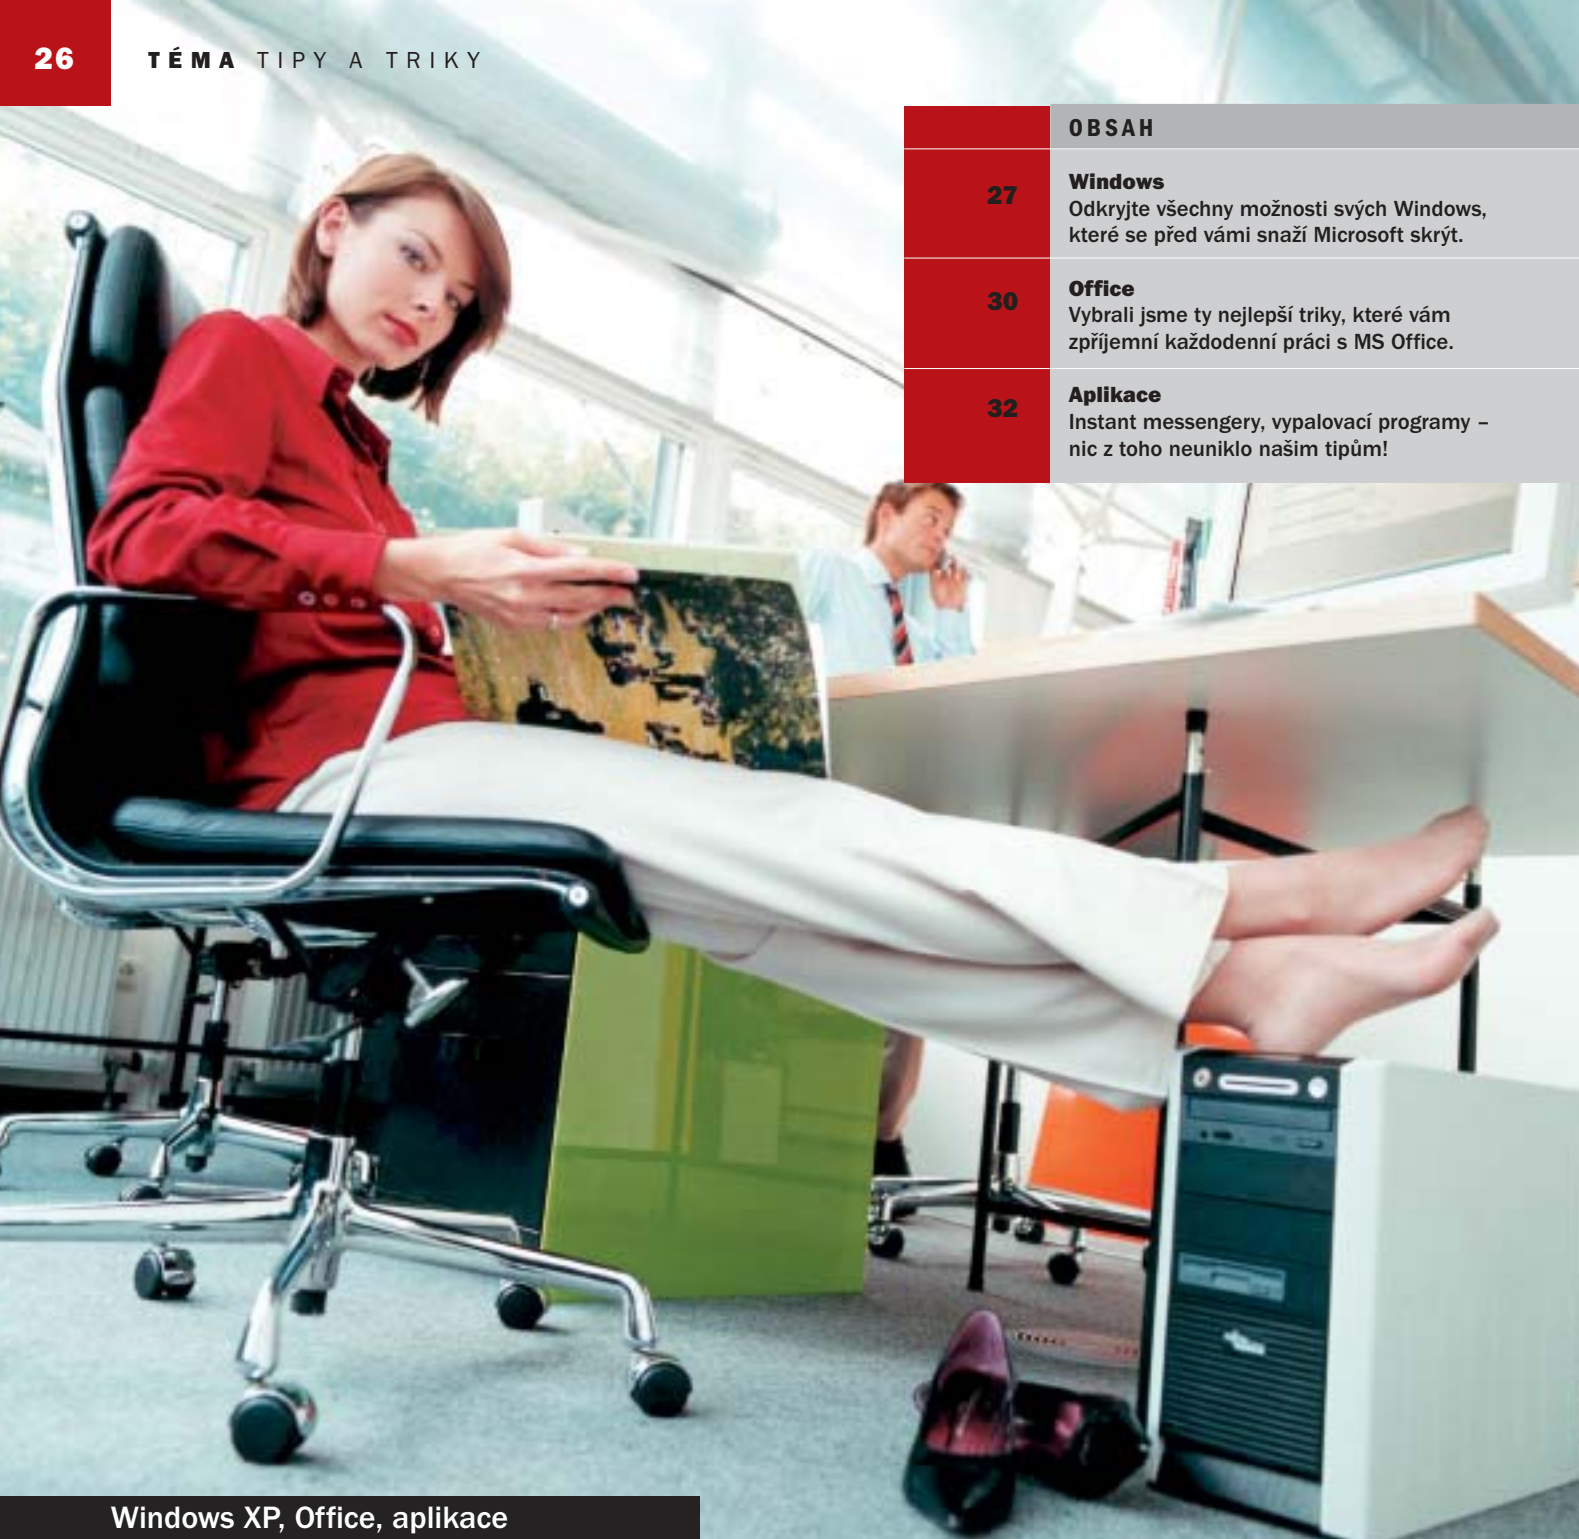 26
TÉMA TIPY A TRIKY
OBSAH
27
Windows
Odkryjte všechny možnosti svých Windows,
které se před vámi snaží Microsoft skrýt.
30
Office
Vybrali jsme ty nejlepší triky, které vám
zpříjemní každodenní práci s MS Office.
32
Aplikace
Instant messengery, vypalovací programy –
nic z toho neuniklo našim tipům!
Windows XP, Office, aplikace